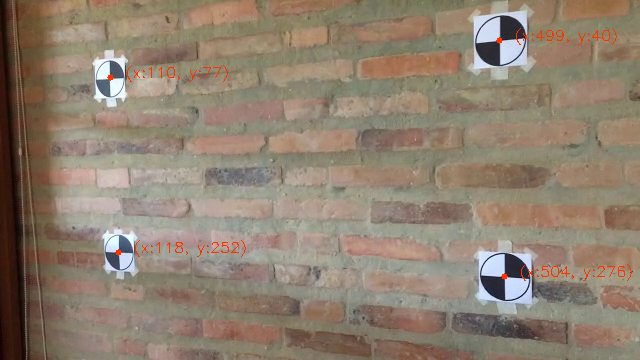 (x:499, y:40)
(x:110, y:77)
(x:118, y:252)
(x:504, y:276)